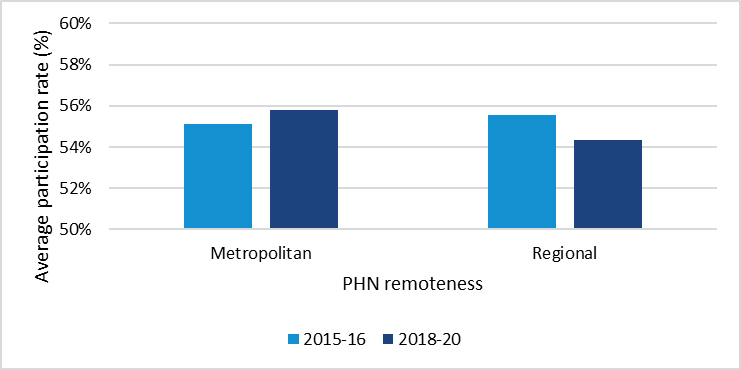 Average participation rate (%)
60%
58%
56%
54%
52%
50%
Metropolitan
Regional
PHN remoteness
2015-16
2018-20